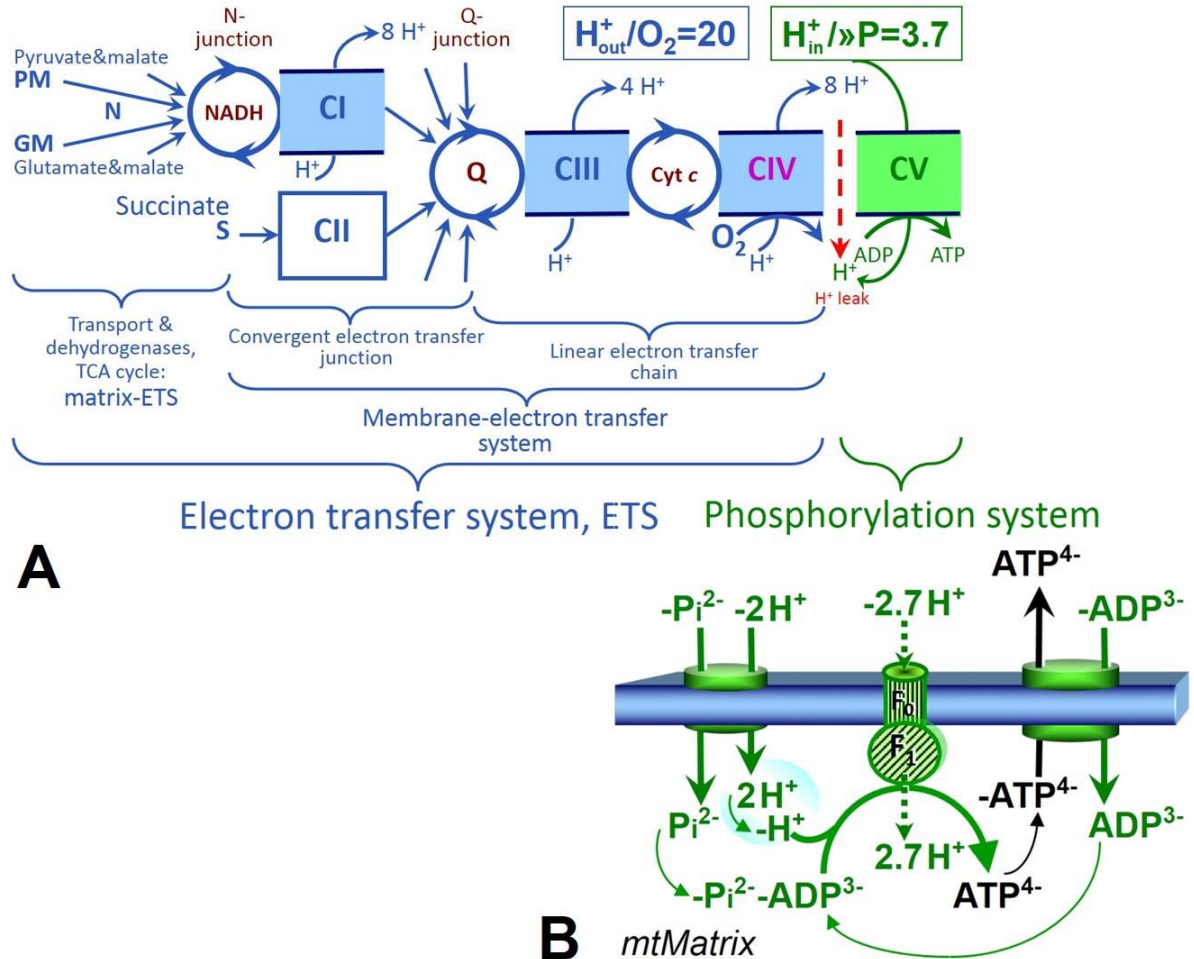 N-
junction
8 H⁺
Q-
junction
H⁺out/O₂=20
H⁺in/»P=3.7
Pyruvate&malate
PM
N
GM
Glutamate&malate
NADH
CI
H⁺
4 H⁺
8 H⁺
Q
CIII
Cyt c
CIV
CV
Succinate
S
CII
H⁺
O₂
H⁺
ADP
ATP
H⁺
H⁺ leak
Transport &
dehydrogenases,
TCA cycle:
matrix-ETS
Convergent electron transfer
junction
Linear electron transfer
chain
Membrane-electron transfer
system
Electron transfer system, ETS
Phosphorylation system
A
ATP⁴⁻
-Pi²⁻ -2H⁺
-2.7H⁺
-ADP³⁻
F₀
F₁
2H⁺
-H⁺
Pi²⁻
2.7H⁺
-ATP⁴⁻
ADP³⁻
-Pi²⁻-ADP³⁻
ATP⁴⁻
B
mtMatrix